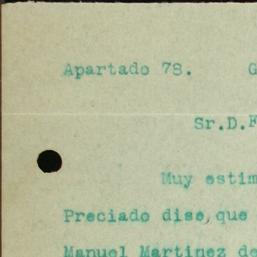 Apartado 78. G
Sr.D.F
Muy estim
Preciado dise, que
Manuel Martinez de